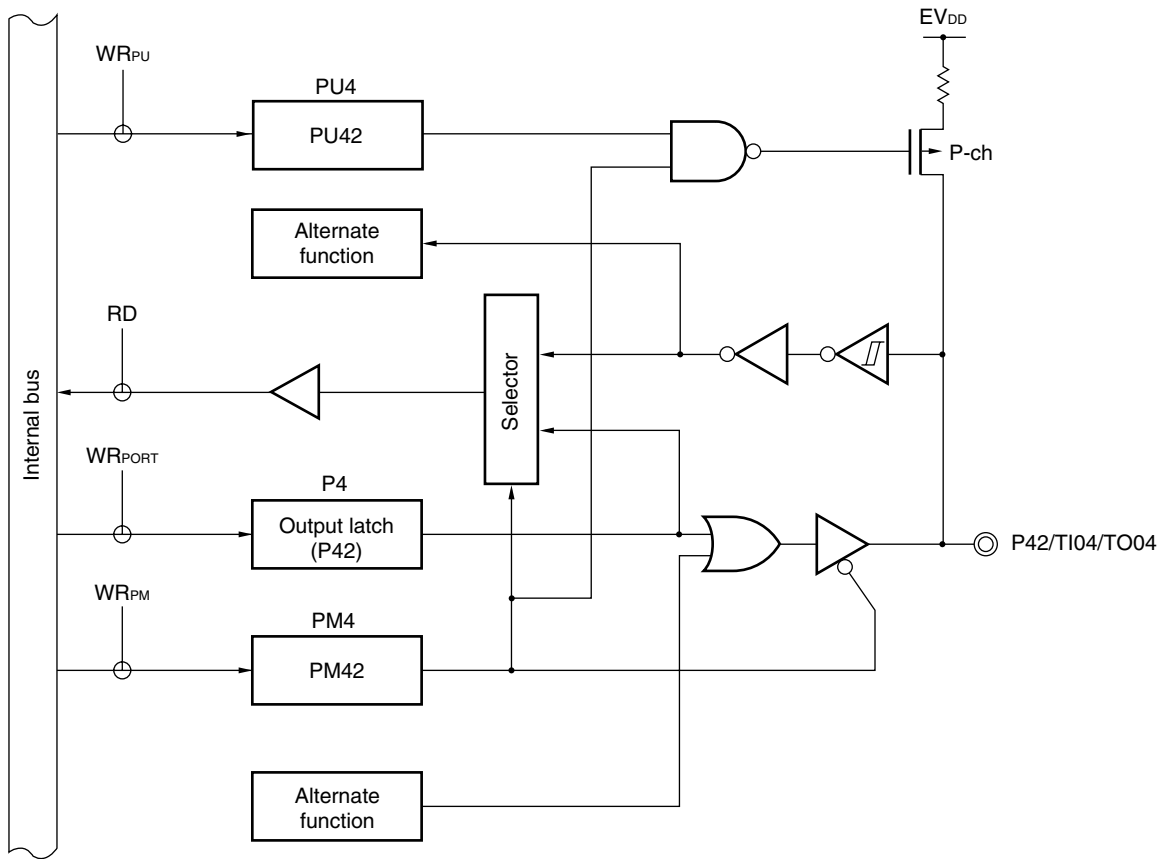 EVDD
WRPU
PU4
PU42
P-ch
Alternate
function
RD
Selector
Internal bus
WRPORT
P4
Output latch
(P42)
P42/TI04/TO04
WRPM
PM4
PM42
Alternate
function